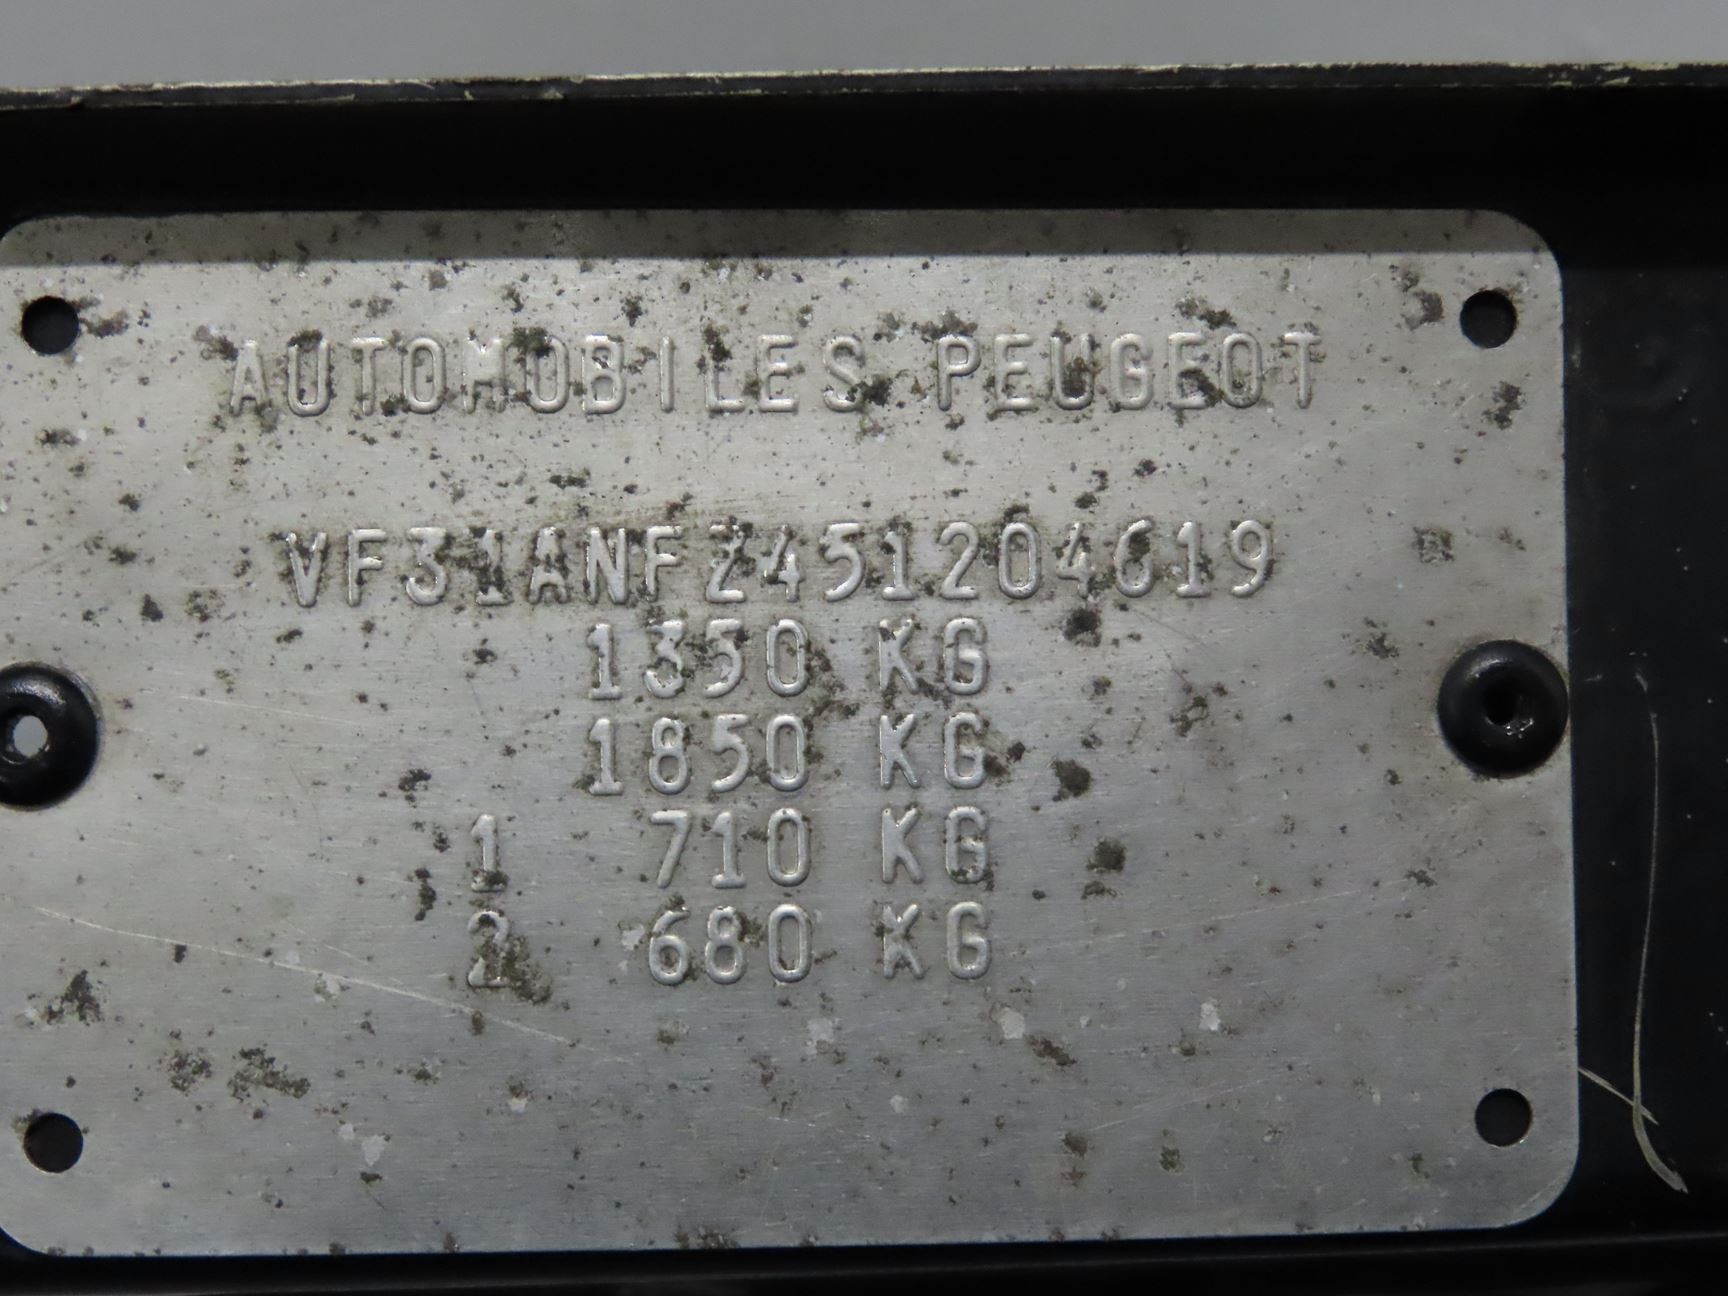 AUTOMOBILES PEUGEOT
VF31ANFZ451204619
1350 KG
1850 KG
1 710 KG
2 680 KG